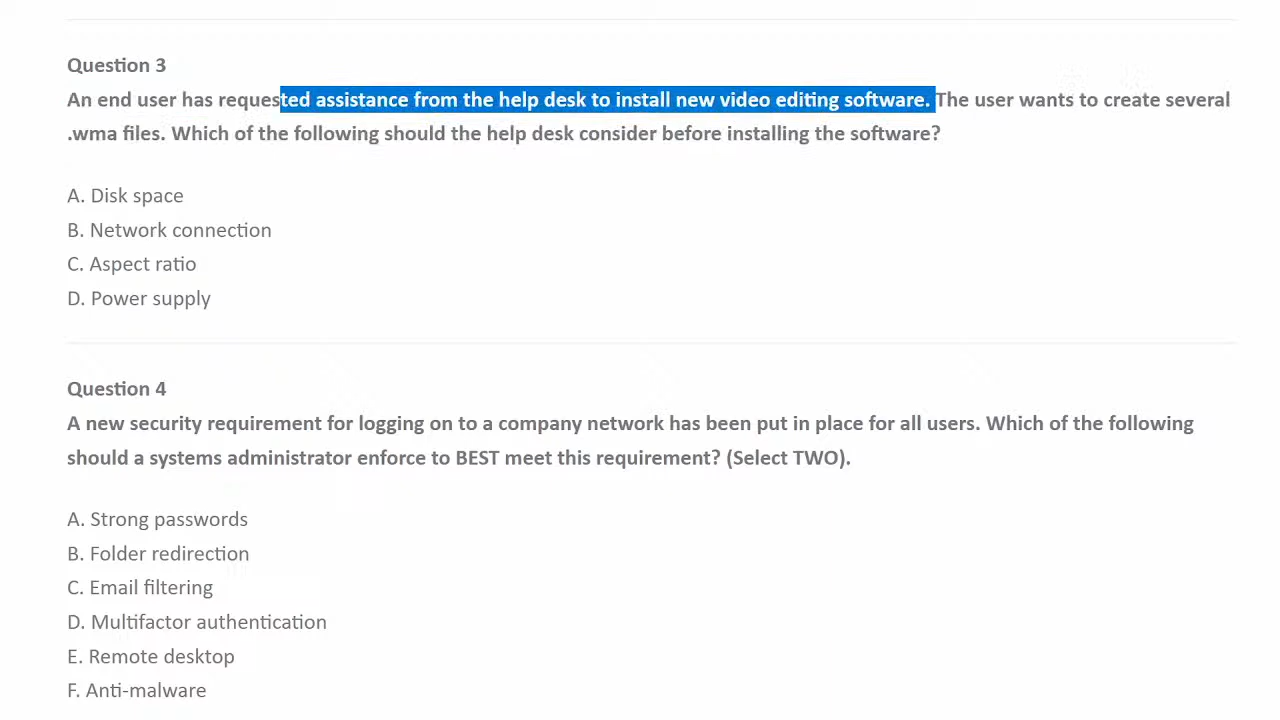 Question 3
An end user has requested assistance from the help desk to install new video editing software. The user wants to create several
.wma files. Which of the following should the help desk consider before installing the software?
A. Disk space
B. Network connection
C. Aspect ratio
D. Power supply
Question 4
A new security requirement for logging on to a company network has been put in place for all users. Which of the following
should a systems administrator enforce to BEST meet this requirement? (Select TWO).
A. Strong passwords
B. Folder redirection
C. Email filtering
D. Multifactor authentication
E. Remote desktop
F. Anti-malware